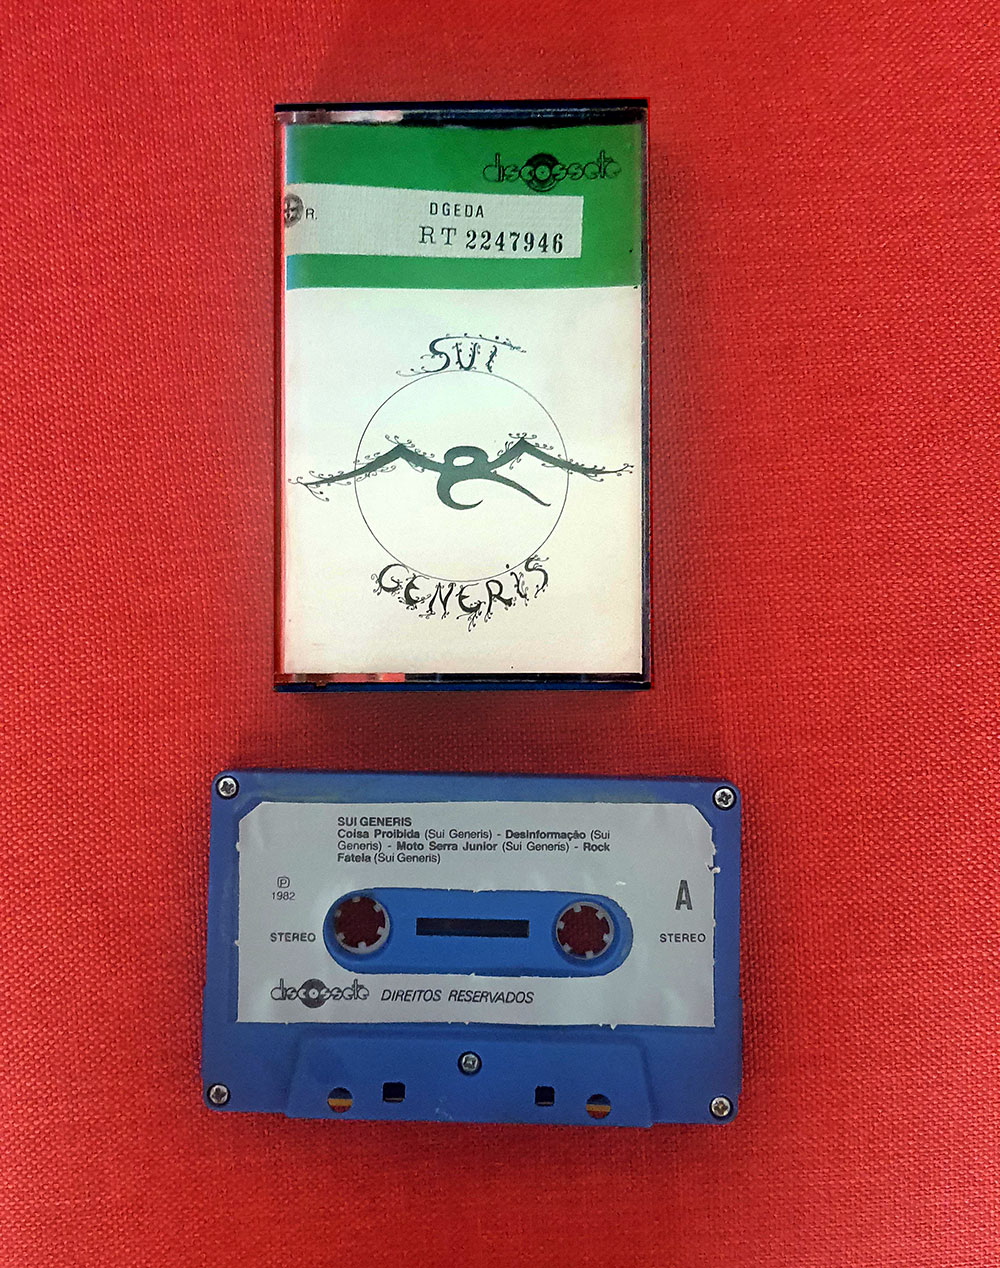 discossete
R.
DGEDA
RT 2247946
SUI
GENERIS
SUI GENERIS
Coisa Proibida (Sui Generis) - Desinformação (Sui
Generis) - Moto Serra Junior (Sui Generis) - Rock
Fatela (Sui Generis)
P
1982
A
STEREO
STEREO
discossete DIREITOS RESERVADOS